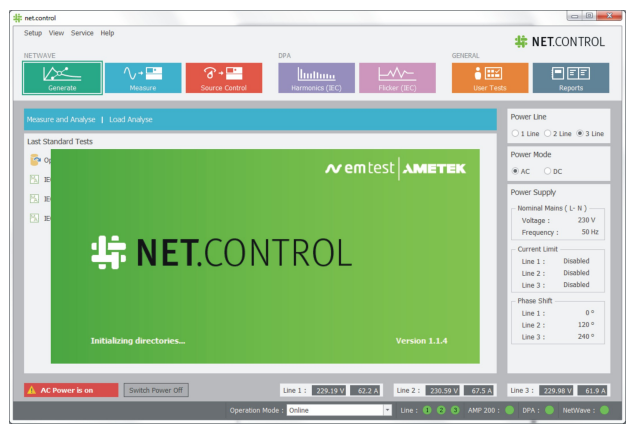 net.control
Setup View Service Help
NET.CONTROL
NETWAVE
DPA
GENERAL
Generate
Measure
Source Control
Harmonics (IEC)
Flicker (IEC)
User Tests
Reports
Measure and Analyse | Load Analyse
Last Standard Tests
Op
IE
IE
IE
em test AMETEK
NET.CONTROL
Initializing directories...
Version 1.1.4
Power Line
1 Line 2 Line 3 Line
Power Mode
AC DC
Power Supply
Nominal Mains ( L- N )
Voltage : 230 V
Frequency : 50 Hz
Current Limit
Line 1 : Disabled
Line 2 : Disabled
Line 3 : Disabled
Phase Shift
Line 1 : 0 °
Line 2 : 120 °
Line 3 : 240 °
AC Power is on
Switch Power Off
Line 1 : 229.19 V 62.2 A
Line 2 : 230.59 V 67.5 A
Line 3 : 229.98 V 61.9 A
Operation Mode : Online
Line : 1 2 3 AMP 200 : DPA : NetWave :